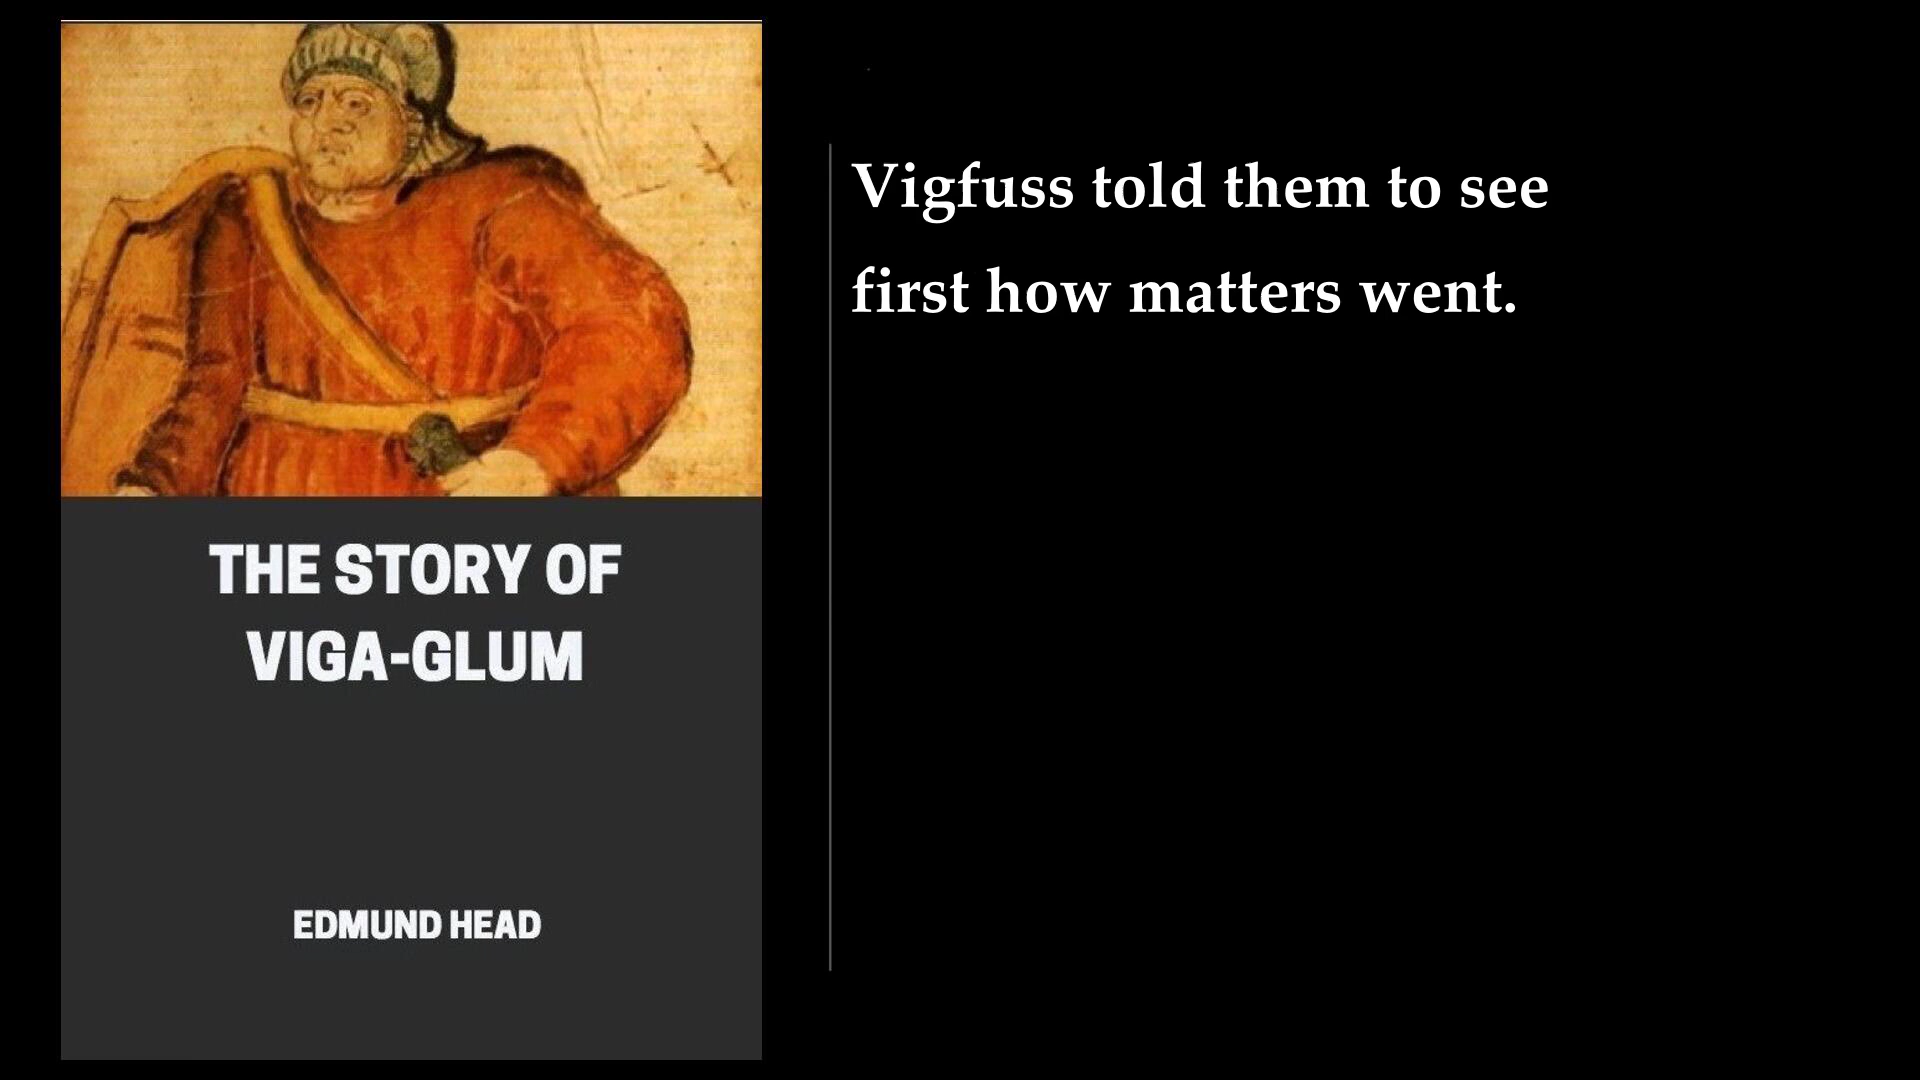 THE STORY OF
VIGA-GLUM
EDMUND HEAD
Vigfuss told them to see
first how matters went.